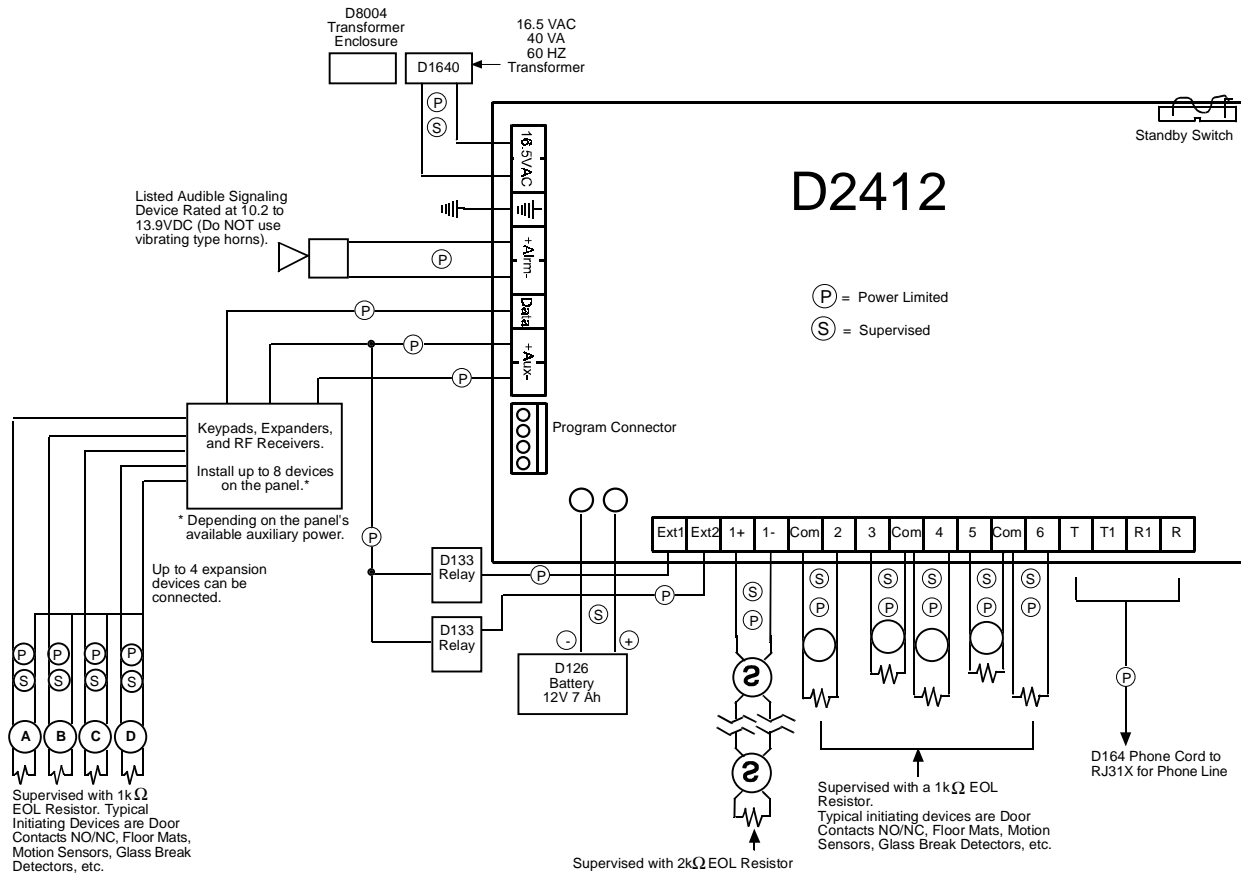 D8004
Transformer
Enclosure
D1640
16.5 VAC
40 VA
60 HZ
Transformer
P
S
Standby Switch
D2412
P = Power Limited
S = Supervised
16.5VAC
Listed Audible Signaling
Device Rated at 10.2 to
13.9VDC (Do NOT use
vibrating type horns).
+Alrm-
P
Data
P
+Aux-
P
P
Program Connector
Keypads, Expanders,
and RF Receivers.
Install up to 8 devices
on the panel.*
* Depending on the panel's
available auxiliary power.
Up to 4 expansion
devices can be
connected.
P
D133
Relay
P
D133
Relay
P
S
-
+
D126
Battery
12V 7 Ah
Ext1 Ext2 1+ 1- Com 2 3 Com 4 5 Com 6 T T1 R1 R
S S S S S S
P P P P P P
S
S
P
P P P P
S S S S
A B C D
Supervised with 1kΩ
EOL Resistor. Typical
Initiating Devices are Door
Contacts NO/NC, Floor Mats,
Motion Sensors, Glass Break
Detectors, etc.
Supervised with 2kΩ EOL Resistor
Supervised with a 1kΩ EOL
Resistor.
Typical initiating devices are Door
Contacts NO/NC, Floor Mats, Motion
Sensors, Glass Break Detectors, etc.
D164 Phone Cord to
RJ31X for Phone Line